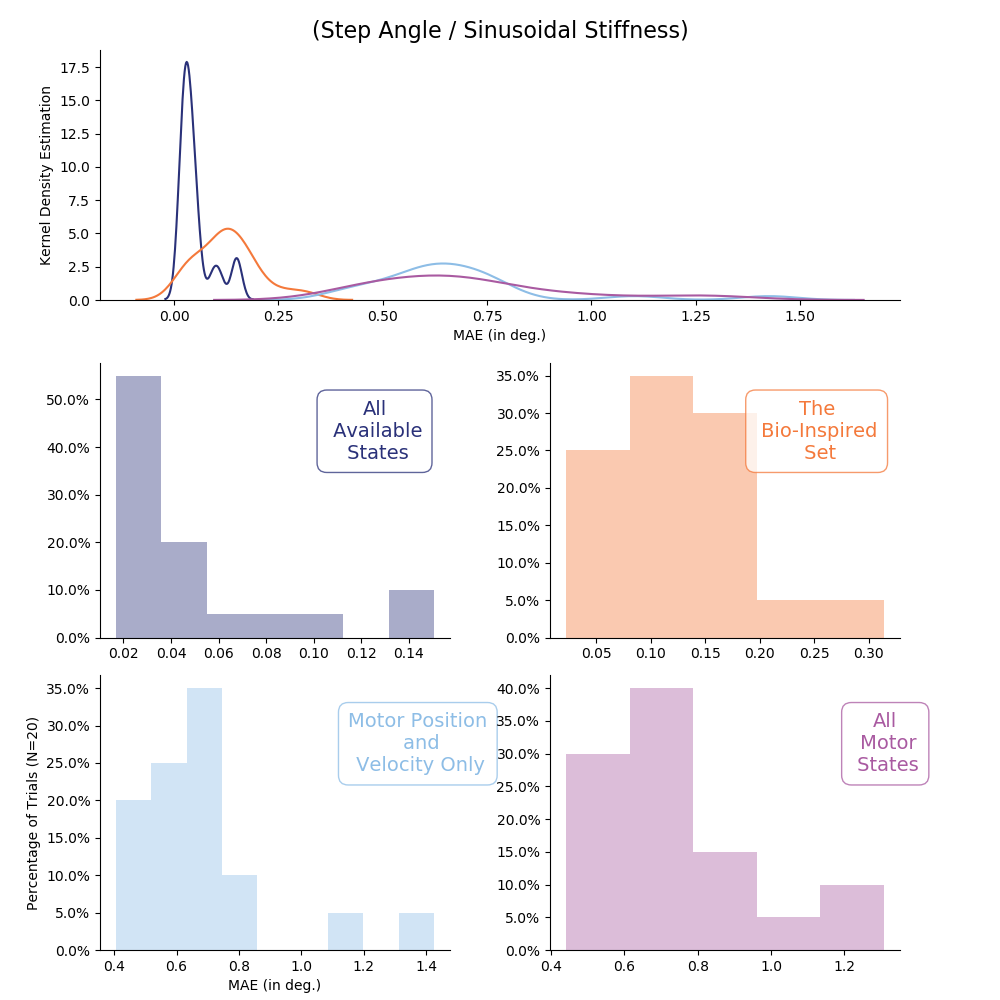 (Step Angle / Sinusoidal Stiffness)
Kernel Density Estimation
17.5
15.0
12.5
10.0
7.5
5.0
2.5
0.0
0.00 0.25 0.50 0.75 1.00 1.25 1.50
MAE (in deg.)
50.0%
40.0%
30.0%
20.0%
10.0%
0.0%
0.02 0.04 0.06 0.08 0.10 0.12 0.14
All
Available
States
35.0%
30.0%
25.0%
20.0%
15.0%
10.0%
5.0%
0.0%
0.05 0.10 0.15 0.20 0.25 0.30
The
Bio-Inspired
Set
Percentage of Trials (N=20)
35.0%
30.0%
25.0%
20.0%
15.0%
10.0%
5.0%
0.0%
0.4 0.6 0.8 1.0 1.2 1.4
MAE (in deg.)
Motor Position
and
Velocity Only
40.0%
35.0%
30.0%
25.0%
20.0%
15.0%
10.0%
5.0%
0.0%
0.4 0.6 0.8 1.0 1.2
All
Motor
States